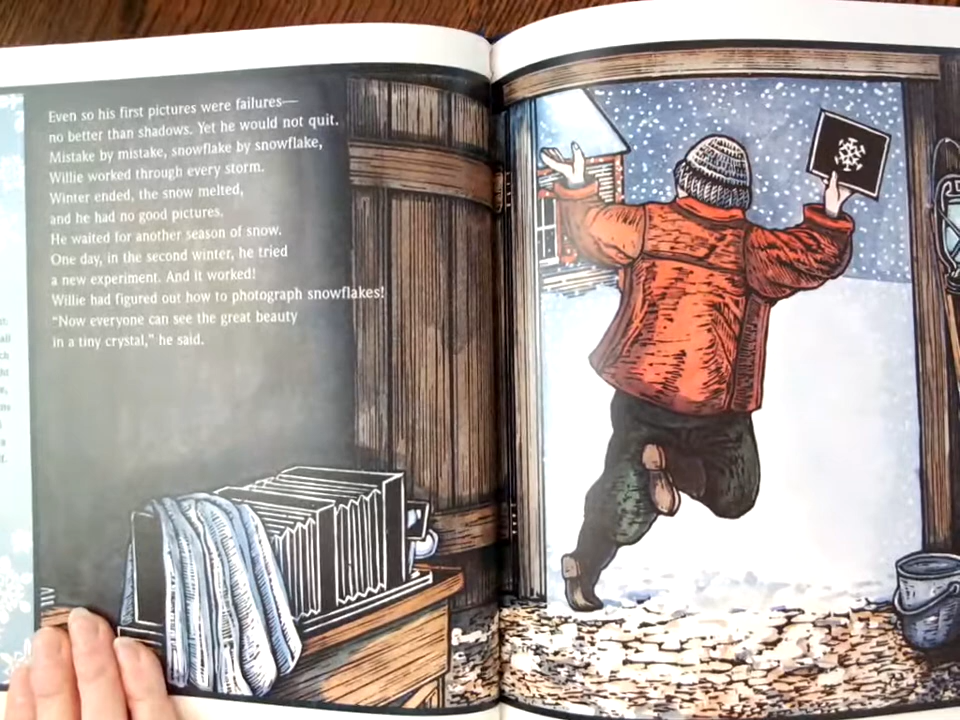 Even so his first pictures were failures—
no better than shadows. Yet he would not quit.
Mistake by mistake, snowflake by snowflake,
Willie worked through every storm.
Winter ended, the snow melted,
and he had no good pictures.
He waited for another season of snow.
One day, in the second winter, he tried
a new experiment. And it worked!
Willie had figured out how to photograph snowflakes!
“Now everyone can see the great beauty
in a tiny crystal,” he said.